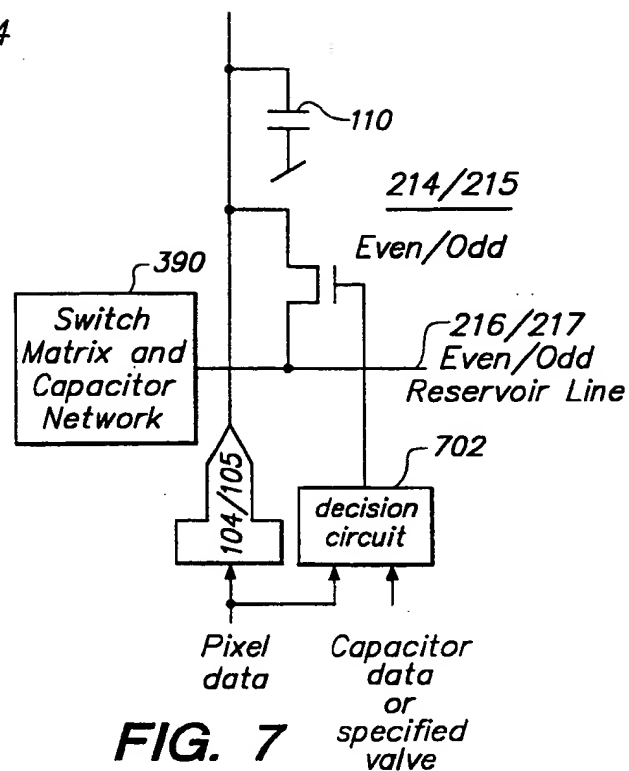 4
110
214/215
Even/Odd
390
Switch
Matrix and
Capacitor
Network
216/217
Even/Odd
Reservoir Line
702
104/105
decision
circuit
Pixel
data
Capacitor
data
or
specified
valve
FIG. 7